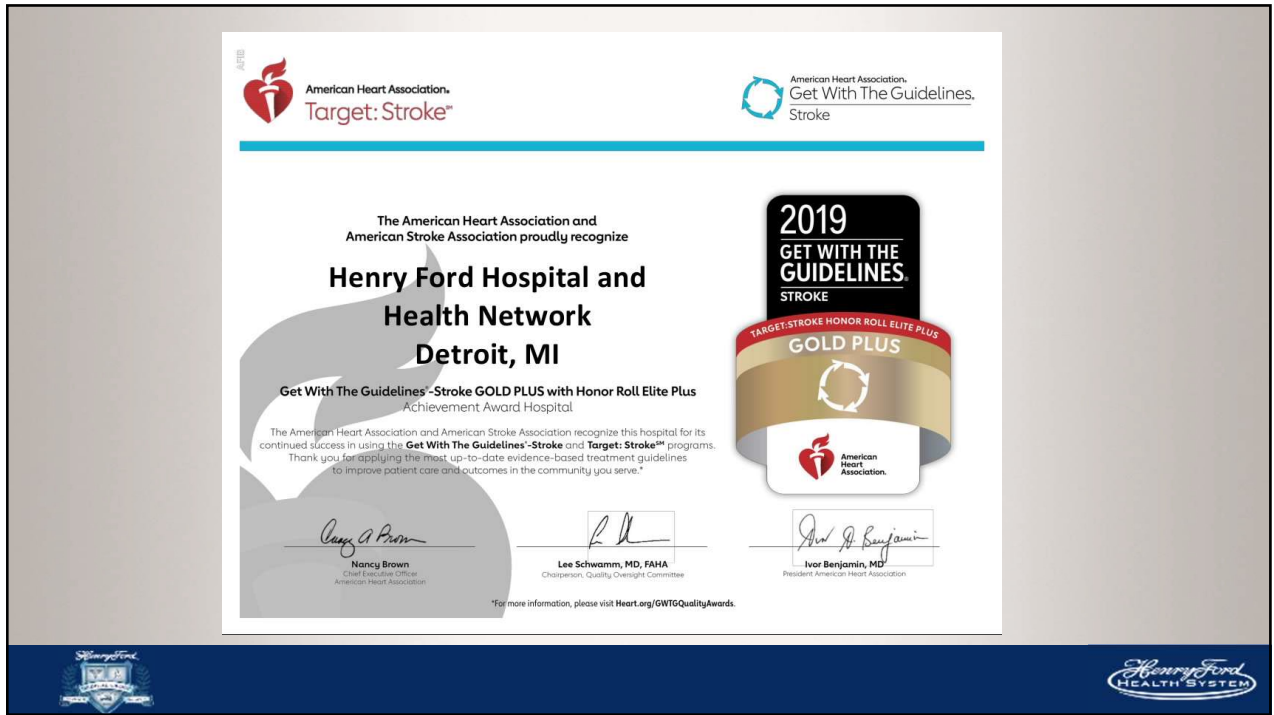 American Heart Association.
Target: Stroke℠
American Heart Association.
Get With The Guidelines.
Stroke
The American Heart Association and
American Stroke Association proudly recognize
Henry Ford Hospital and
Health Network
Detroit, MI
Get With The Guidelines®-Stroke GOLD PLUS with Honor Roll Elite Plus
Achievement Award Hospital
The American Heart Association and American Stroke Association recognize this hospital for its
continued success in using the Get With The Guidelines®-Stroke and Target: Stroke℠ programs.
Thank you for applying the most up-to-date evidence-based treatment guidelines
to improve patient care and outcomes in the community you serve.*
2019
GET WITH THE
GUIDELINES®
STROKE
TARGET:STROKE HONOR ROLL ELITE PLUS
GOLD PLUS
American
Heart
Association.
Nancy A Brown
Nancy Brown
Chief Executive Officer
American Heart Association
Lee Schwamm, MD, FAHA
Chairperson, Quality Oversight Committee
Ivor D. Benjamin
Ivor Benjamin, MD
President American Heart Association
*For more information, please visit Heart.org/GWTGQualityAwards.
Henry Ford
Henry Ford
HEALTH SYSTEM